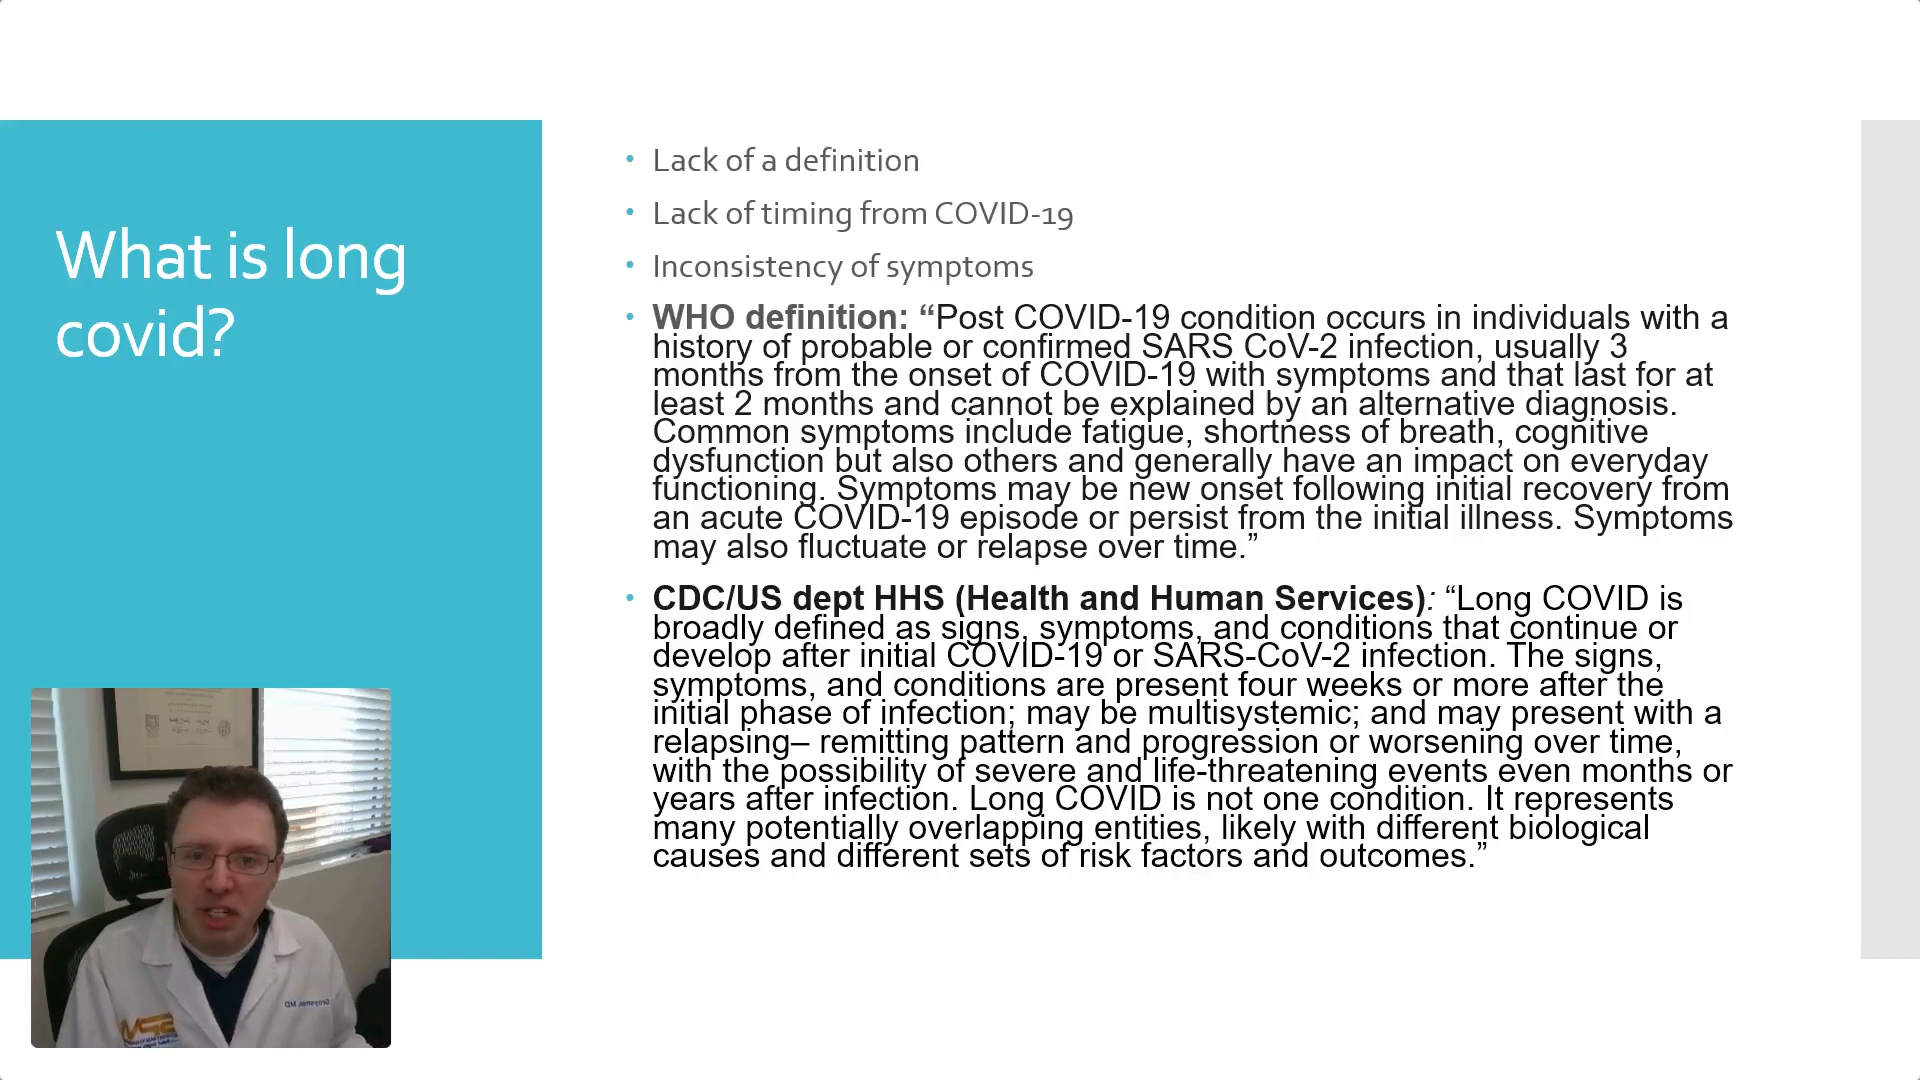 What is long
covid?
• Lack of a definition
• Lack of timing from COVID-19
• Inconsistency of symptoms
• WHO definition: “Post COVID-19 condition occurs in individuals with a
history of probable or confirmed SARS CoV-2 infection, usually 3
months from the onset of COVID-19 with symptoms and that last for at
least 2 months and cannot be explained by an alternative diagnosis.
Common symptoms include fatigue, shortness of breath, cognitive
dysfunction but also others and generally have an impact on everyday
functioning. Symptoms may be new onset following initial recovery from
an acute COVID-19 episode or persist from the initial illness. Symptoms
may also fluctuate or relapse over time.”
• CDC/US dept HHS (Health and Human Services): “Long COVID is
broadly defined as signs, symptoms, and conditions that continue or
develop after initial COVID-19 or SARS-CoV-2 infection. The signs,
symptoms, and conditions are present four weeks or more after the
initial phase of infection; may be multisystemic; and may present with a
relapsing– remitting pattern and progression or worsening over time,
with the possibility of severe and life-threatening events even months or
years after infection. Long COVID is not one condition. It represents
many potentially overlapping entities, likely with different biological
causes and different sets of risk factors and outcomes.”
MD